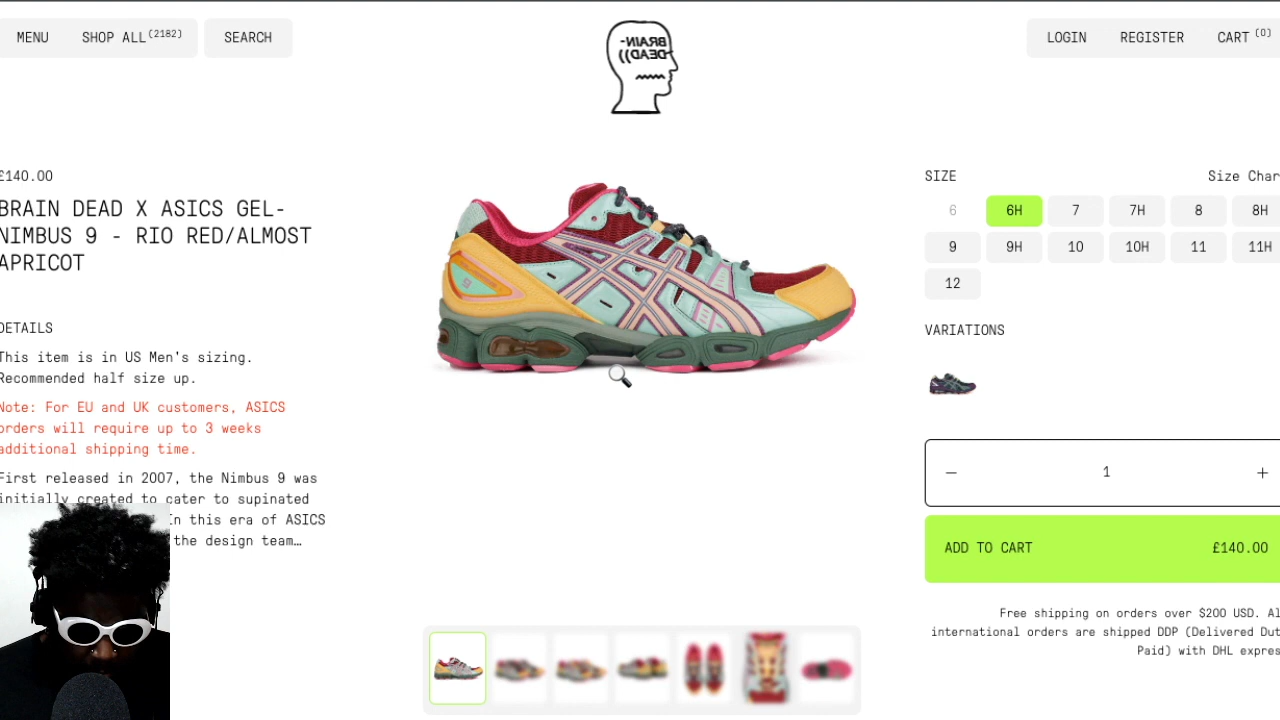 MENU
SHOP ALL(2182)
SEARCH
BRAIN-
DEAD))
LOGIN
REGISTER
CART (0)
£140.00
BRAIN DEAD X ASICS GEL-
NIMBUS 9 - RIO RED/ALMOST
APRICOT
DETAILS
This item is in US Men's sizing.
Recommended half size up.
Note: For EU and UK customers, ASICS
orders will require up to 3 weeks
additional shipping time.
First released in 2007, the Nimbus 9 was
initially created to cater to supinated
In this era of ASICS
the design team…
SIZE
Size Char
6 6H 7 7H 8 8H
9 9H 10 10H 11 11H
12
VARIATIONS
— 1 +
ADD TO CART £140.00
Free shipping on orders over $200 USD. Al
international orders are shipped DDP (Delivered Dut
Paid) with DHL expre